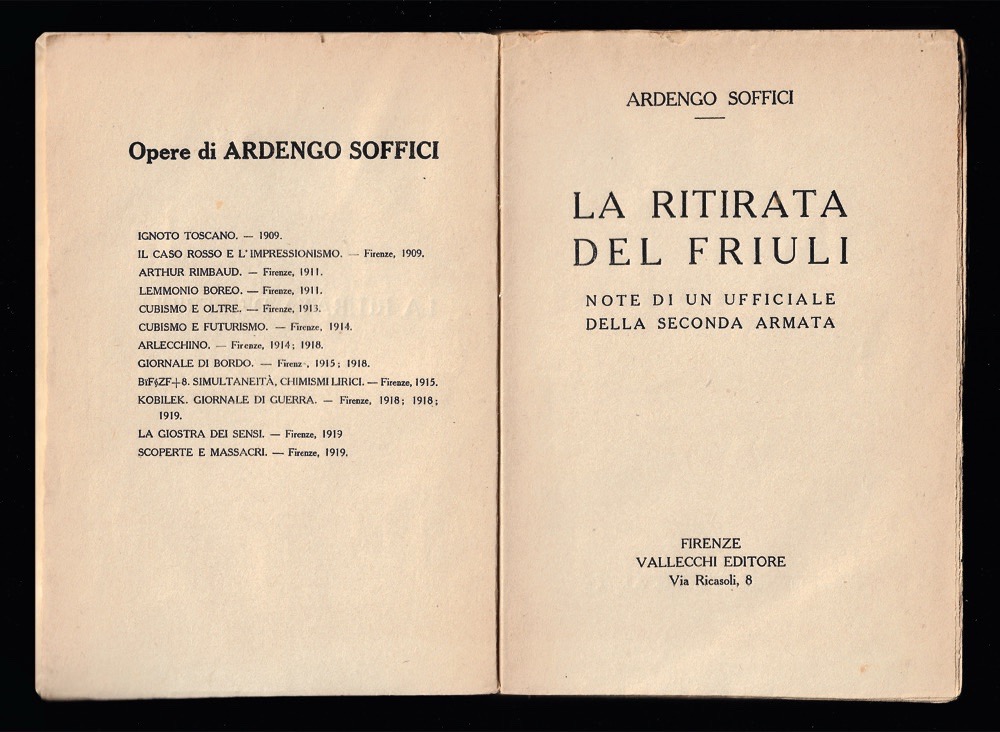 Opere di ARDENGO SOFFICI
IGNOTO TOSCANO. — 1909.
IL CASO ROSSO E L'IMPRESSIONISMO. — Firenze, 1909.
ARTHUR RIMBAUD. — Firenze, 1911.
LEMMONIO BOREO. — Firenze, 1911.
CUBISMO E OLTRE. — Firenze, 1913.
CUBISMO E FUTURISMO. — Firenze, 1914.
ARLECCHINO. — Firenze, 1914; 1918.
GIORNALE DI BORDO. — Firenze, 1915; 1918.
BïF§ZF+8. SIMULTANEITÀ, CHIMISMI LIRICI. — Firenze, 1915.
KOBILEK. GIORNALE DI GUERRA. — Firenze, 1918; 1918;
1919.
LA GIOSTRA DEI SENSI. — Firenze, 1919
SCOPERTE E MASSACRI. — Firenze, 1919.
ARDENGO SOFFICI
LA RITIRATA
DEL FRIULI
NOTE DI UN UFFICIALE
DELLA SECONDA ARMATA
FIRENZE
VALLECCHI EDITORE
Via Ricasoli, 8